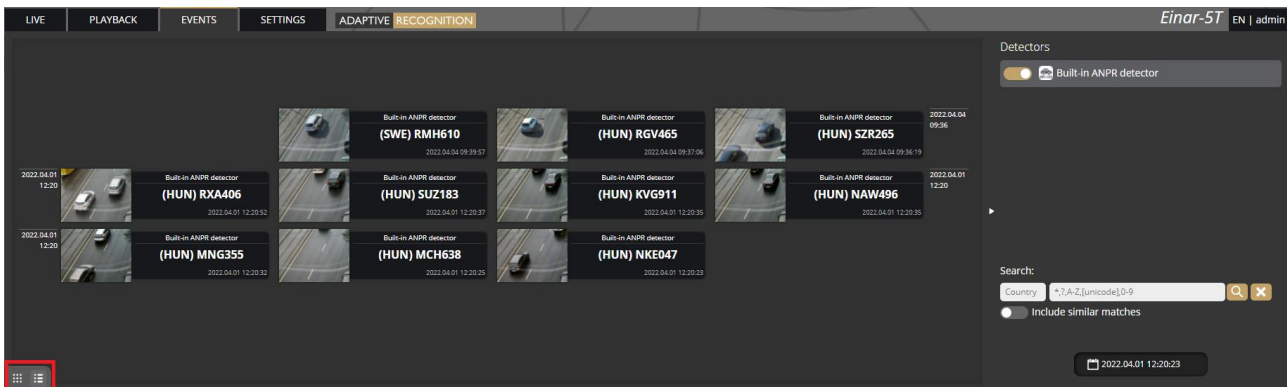 LIVE PLAYBACK EVENTS SETTINGS ADAPTIVE RECOGNITION Einar-5T EN | admin
Detectors
Built-in ANPR detector
Built-in ANPR detector Built-in ANPR detector Built-in ANPR detector 2022.04.04
09:36
(SWE) RMH610 (HUN) RGV465 (HUN) SZR265
2022.04.04 09:39:57 2022.04.04 09:37:06 2022.04.04 09:36:19
2022.04.01 Built-in ANPR detector Built-in ANPR detector Built-in ANPR detector Built-in ANPR detector 2022.04.01
12:20 12:20
(HUN) RXA406 (HUN) SUZ183 (HUN) KVG911 (HUN) NAW496
2022.04.01 12:20:52 2022.04.01 12:20:37 2022.04.01 12:20:35 2022.04.01 12:20:35
2022.04.01 Built-in ANPR detector Built-in ANPR detector Built-in ANPR detector
12:20
(HUN) MNG355 (HUN) MCH638 (HUN) NKE047
2022.04.01 12:20:32 2022.04.01 12:20:25 2022.04.01 12:20:23
Search:
Country *,?,A-Z,[unicode],0-9
Include similar matches
2022.04.01 12:20:23